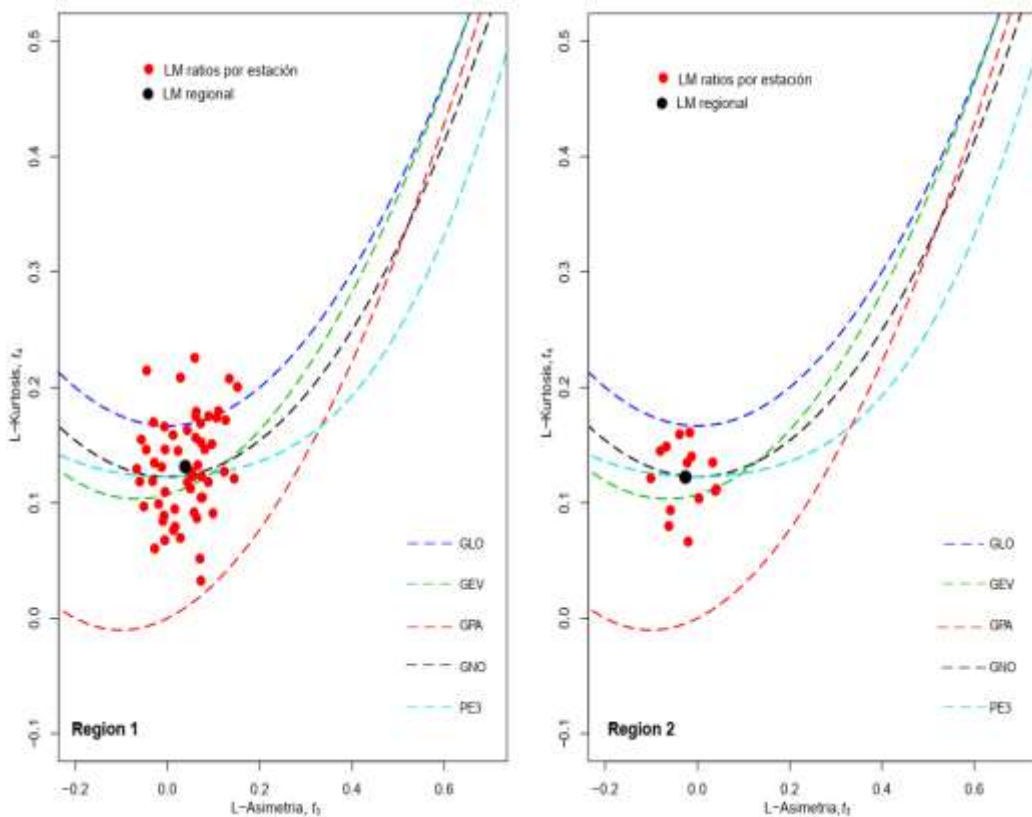 LM ratios por estación
LM regional
GLO
GEV
GPA
GNO
PE3
Region 1
L-Kurtosis, t₄
0.5
0.4
0.3
0.2
0.1
0.0
-0.1
-0.2
0.0
0.2
0.4
0.6
L-Asimetria, t₃
LM ratios por estación
LM regional
GLO
GEV
GPA
GNO
PE3
Region 2
L-Kurtosis, t₄
0.5
0.4
0.3
0.2
0.1
0.0
-0.1
-0.2
0.0
0.2
0.4
0.6
L-Asimetria, t₃